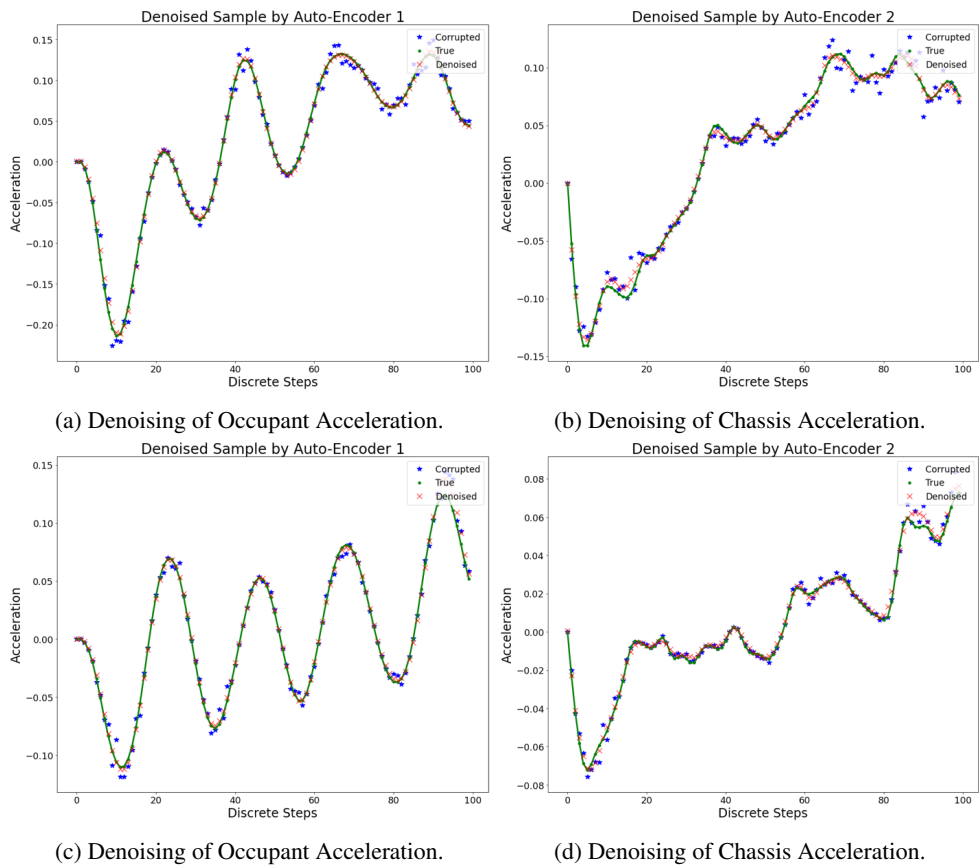 Denoised Sample by Auto-Encoder 1
0.15
0.10
0.05
0.00
−0.05
−0.10
−0.15
−0.20
Acceleration
Corrupted
True
Denoised
0 20 40 60 80 100
Discrete Steps
(a) Denoising of Occupant Acceleration.
Denoised Sample by Auto-Encoder 2
0.10
0.05
0.00
−0.05
−0.10
−0.15
Acceleration
Corrupted
True
Denoised
0 20 40 60 80 100
Discrete Steps
(b) Denoising of Chassis Acceleration.
Denoised Sample by Auto-Encoder 1
0.15
0.10
0.05
0.00
−0.05
−0.10
Acceleration
Corrupted
True
Denoised
0 20 40 60 80 100
Discrete Steps
(c) Denoising of Occupant Acceleration.
Denoised Sample by Auto-Encoder 2
0.08
0.06
0.04
0.02
0.00
−0.02
−0.04
−0.06
−0.08
Acceleration
Corrupted
True
Denoised
0 20 40 60 80 100
Discrete Steps
(d) Denoising of Chassis Acceleration.